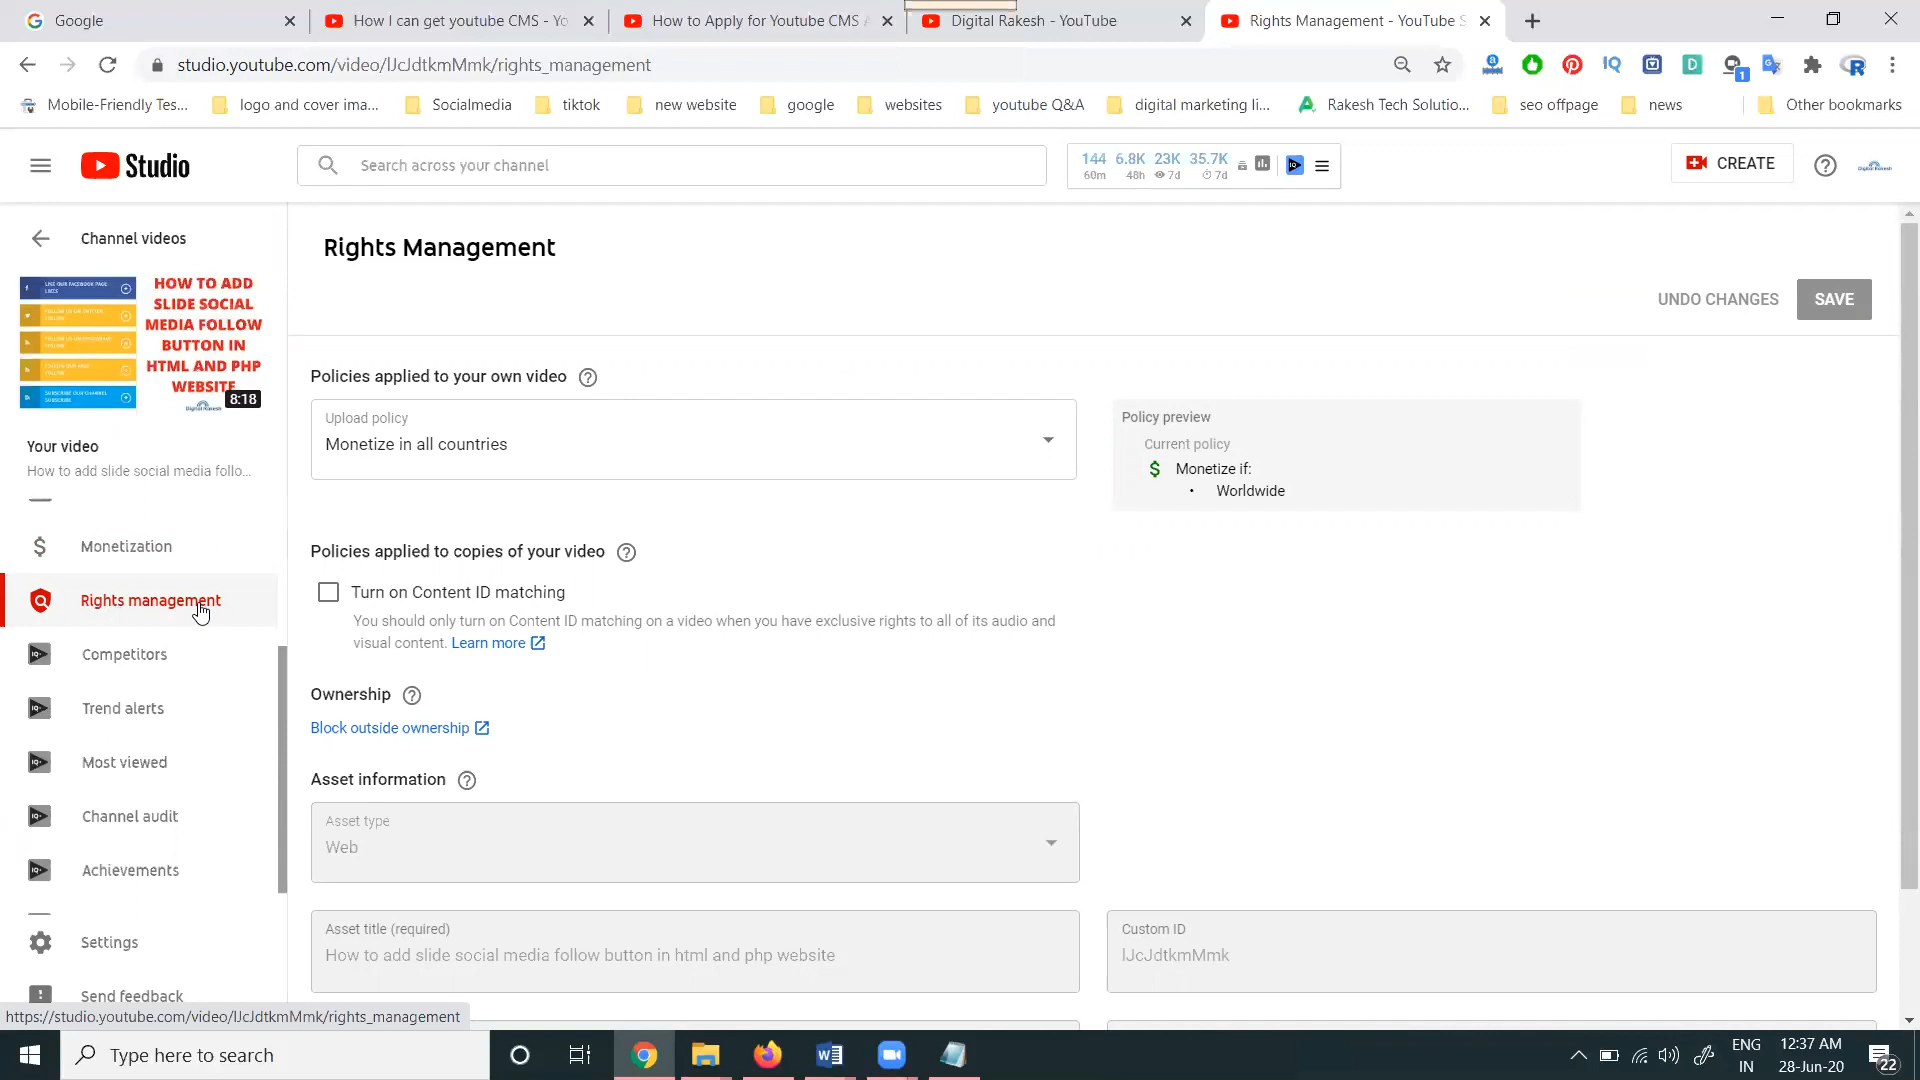 Google
How I can get youtube CMS - Yo
How to Apply for Youtube CMS A
Digital Rakesh - YouTube
Rights Management - YouTube S
studio.youtube.com/video/lJcJdtkmMmk/rights_management
Mobile-Friendly Tes...
logo and cover ima...
Socialmedia
tiktok
new website
google
websites
youtube Q&A
digital marketing li...
Rakesh Tech Solutio...
seo offpage
news
Other bookmarks
Studio
Search across your channel
144 6.8K 23K 35.7K
60m 48h 7d 7d
CREATE
Channel videos
HOW TO ADD
SLIDE SOCIAL
MEDIA FOLLOW
BUTTON IN
HTML AND PHP
WEBSITE
Digital Rakesh
8:18
Your video
How to add slide social media follo...
Monetization
Rights management
Competitors
Trend alerts
Most viewed
Channel audit
Achievements
Settings
Send feedback
Rights Management
UNDO CHANGES
SAVE
Policies applied to your own video
Upload policy
Monetize in all countries
Policy preview
Current policy
$ Monetize if:
• Worldwide
Policies applied to copies of your video
Turn on Content ID matching
You should only turn on Content ID matching on a video when you have exclusive rights to all of its audio and
visual content. Learn more
Ownership
Block outside ownership
Asset information
Asset type
Web
Asset title (required)
How to add slide social media follow button in html and php website
Custom ID
lJcJdtkmMmk
https://studio.youtube.com/video/lJcJdtkmMmk/rights_management
Type here to search
ENG
IN
12:37 AM
28-Jun-20
22